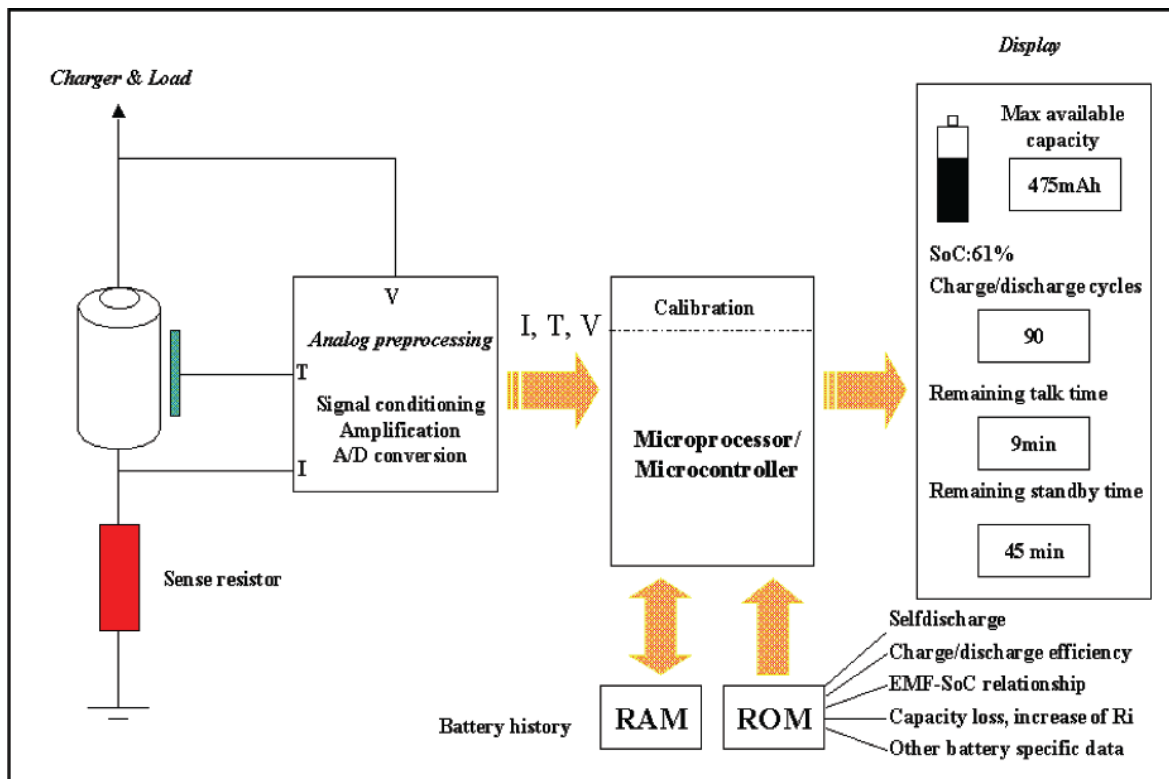 Display
Charger & Load
Max available
capacity
475mAh
SoC:61%
Charge/discharge cycles
90
Remaining talk time
9min
Remaining standby time
45 min
V
Analog preprocessing
T
Signal conditioning
Amplification
A/D conversion
I
I, T, V
Calibration
Microprocessor/
Microcontroller
Sense resistor
Battery history
RAM
ROM
Selfdischarge
Charge/discharge efficiency
EMF-SoC relationship
Capacity loss, increase of Ri
Other battery specific data